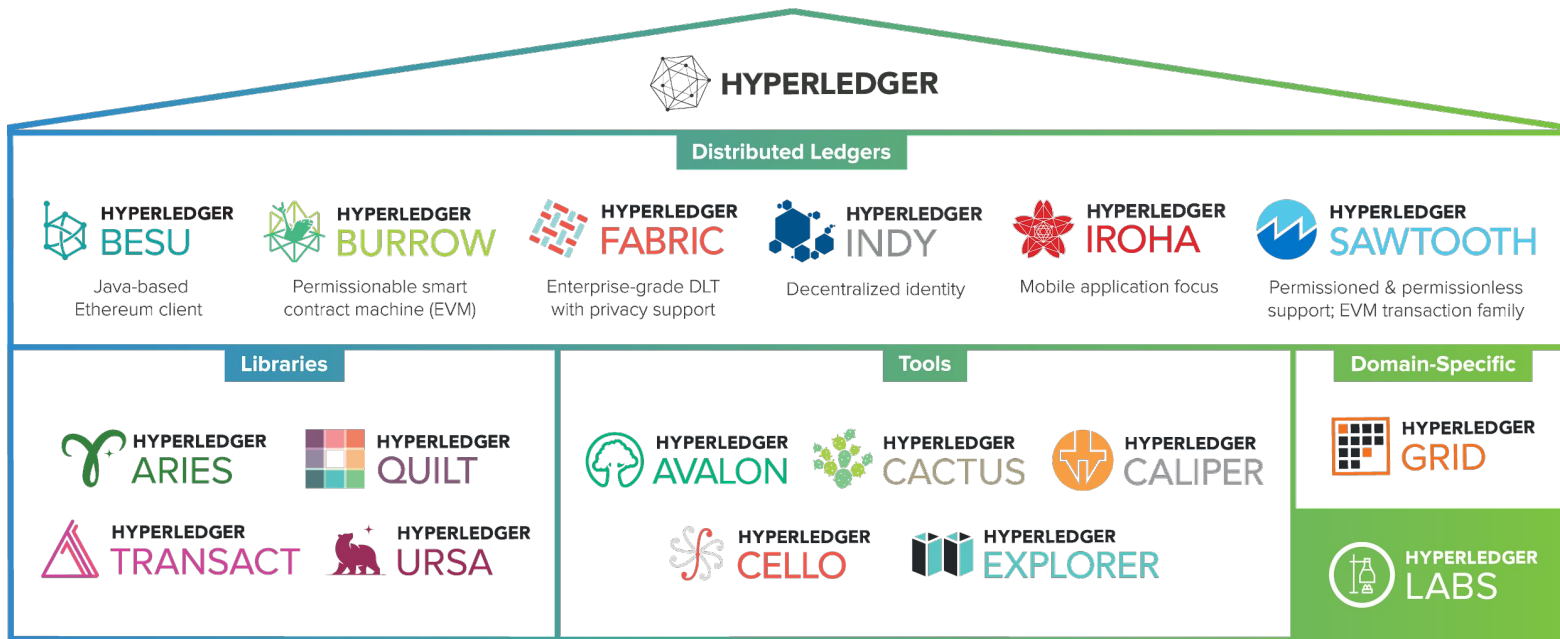 HYPERLEDGER
Distributed Ledgers
HYPERLEDGER
BESU
Java-based
Ethereum client
HYPERLEDGER
BURROW
Permissionable smart
contract machine (EVM)
HYPERLEDGER
FABRIC
Enterprise-grade DLT
with privacy support
HYPERLEDGER
INDY
Decentralized identity
HYPERLEDGER
IROHA
Mobile application focus
HYPERLEDGER
SAWTOOTH
Permissioned & permissionless
support; EVM transaction family
Libraries
HYPERLEDGER
ARIES
HYPERLEDGER
QUILT
HYPERLEDGER
TRANSACT
HYPERLEDGER
URSA
Tools
HYPERLEDGER
AVALON
HYPERLEDGER
CACTUS
HYPERLEDGER
CALIPER
HYPERLEDGER
CELLO
HYPERLEDGER
EXPLORER
Domain-Specific
HYPERLEDGER
GRID
HYPERLEDGER
LABS